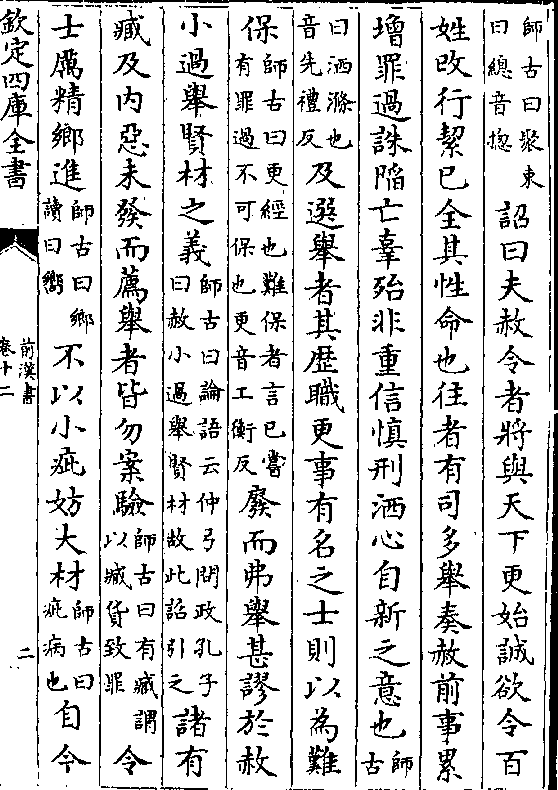 師古曰聚束
曰總音揔
詔曰夫赦令者將與天下更始誠欲令百
姓改行絜已全其性命也往者有司多舉奏赦前事累
增罪過誅陷亡辜殆非重信慎刑洒心自新之意也
師古
曰洒滌也
音先禮反
及選舉者其歷職更事有名之士則以為難
保
師古曰更經也難保者言已嘗
有罪過不可保也更音工衡反
廢而弗舉甚謬於赦
小過舉賢材之義
師古曰論語云仲弓問政孔子
曰赦小過舉賢材故此詔引之
諸有
臧及內惡未發而薦舉者皆勿案驗
師古曰有臧謂
以臧貨致罪
令
士厲精鄉進
師古曰鄉
讀曰嚮
不以小疵妨大材
師古曰
疵病也
自今
欽定四庫全書
前漢書
卷十二
二